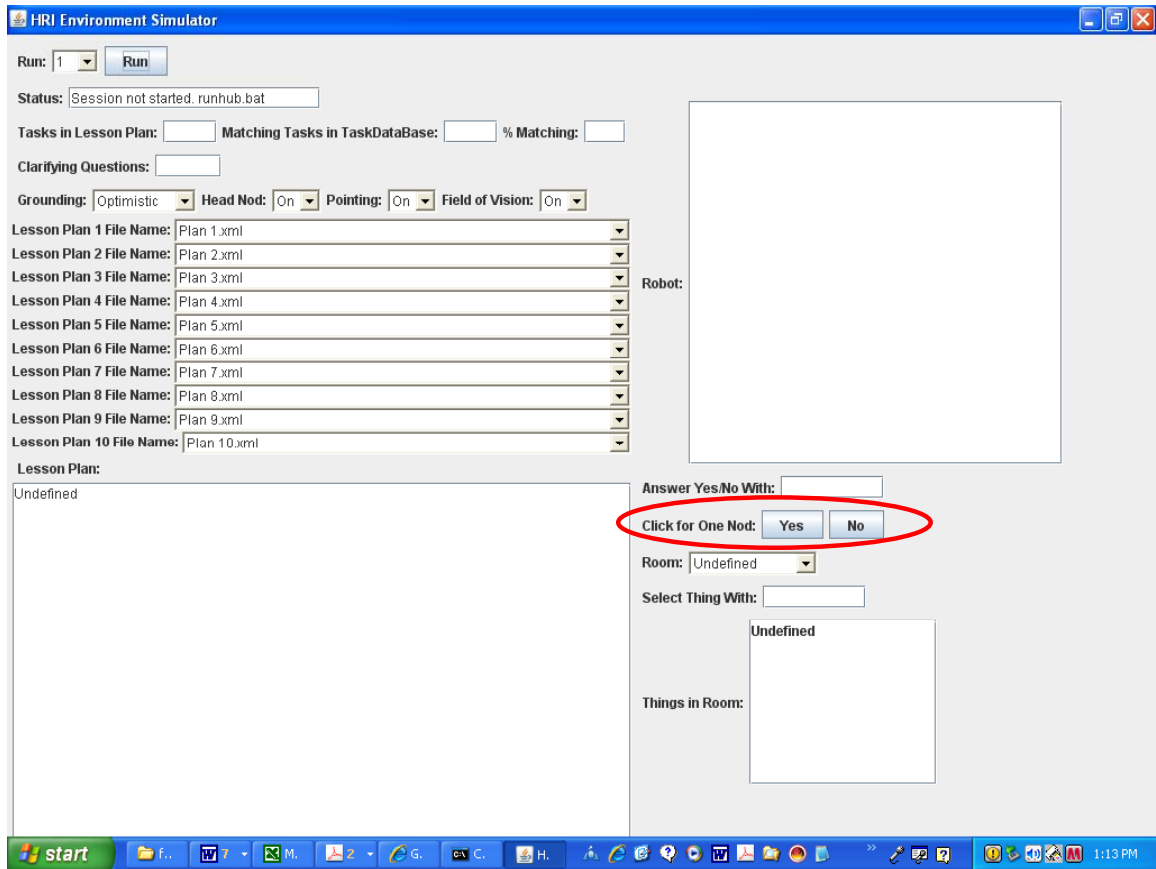 HRI Environment Simulator
Run: 1 Run
Status: Session not started. runhub.bat
Tasks in Lesson Plan: Matching Tasks in TaskDataBase: % Matching:
Clarifying Questions:
Grounding: Optimistic Head Nod: On Pointing: On Field of Vision: On
Lesson Plan 1 File Name: Plan 1.xml
Lesson Plan 2 File Name: Plan 2.xml
Lesson Plan 3 File Name: Plan 3.xml
Lesson Plan 4 File Name: Plan 4.xml
Lesson Plan 5 File Name: Plan 5.xml
Lesson Plan 6 File Name: Plan 6.xml
Lesson Plan 7 File Name: Plan 7.xml
Lesson Plan 8 File Name: Plan 8.xml
Lesson Plan 9 File Name: Plan 9.xml
Lesson Plan 10 File Name: Plan 10.xml
Lesson Plan:
Undefined
Robot:
Answer Yes/No With:
Click for One Nod: Yes No
Room: Undefined
Select Thing With:
Undefined
Things in Room:
start f.. W 7 M. 2 G. C:\ C. H. W M 1:13 PM